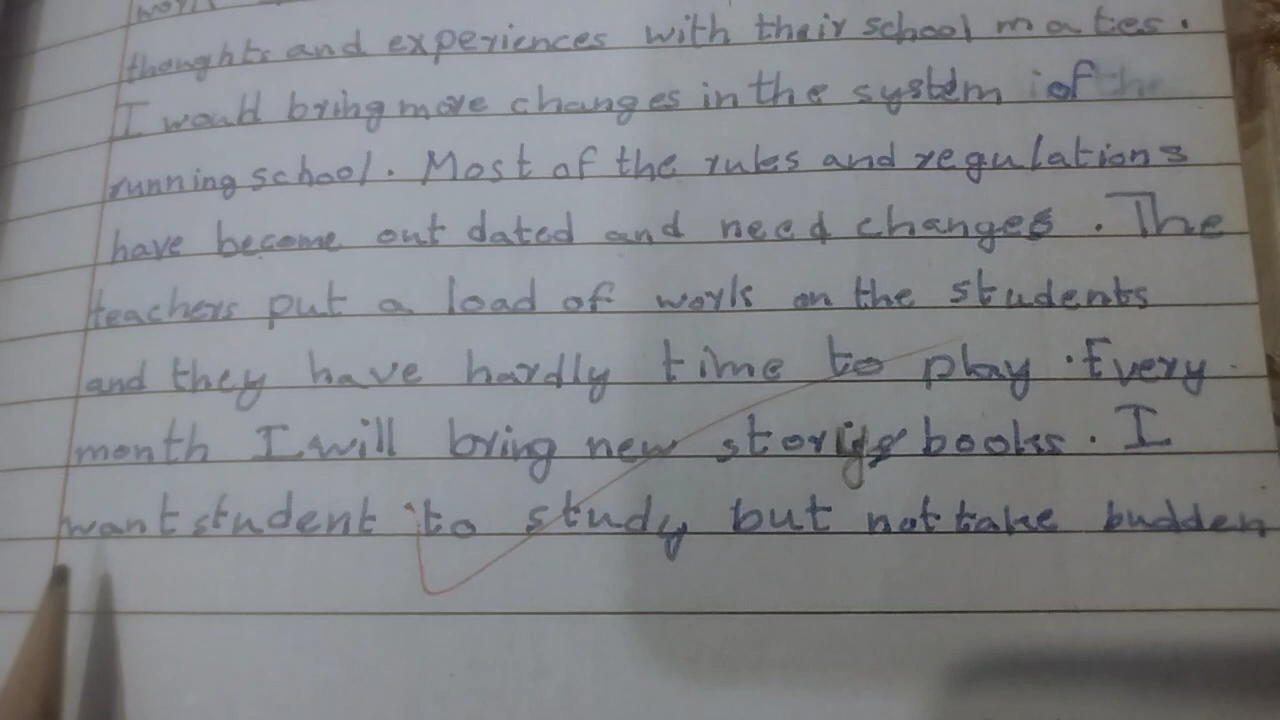 thoughts and experiences with their school mates.
I would bring more changes in the system of the
running school. Most of the rules and regulations
have become out dated and need changes. The
teachers put a load of work on the students
and they have hardly time to play. Every
month I will bring new storys books. I
want student to study but not take budden